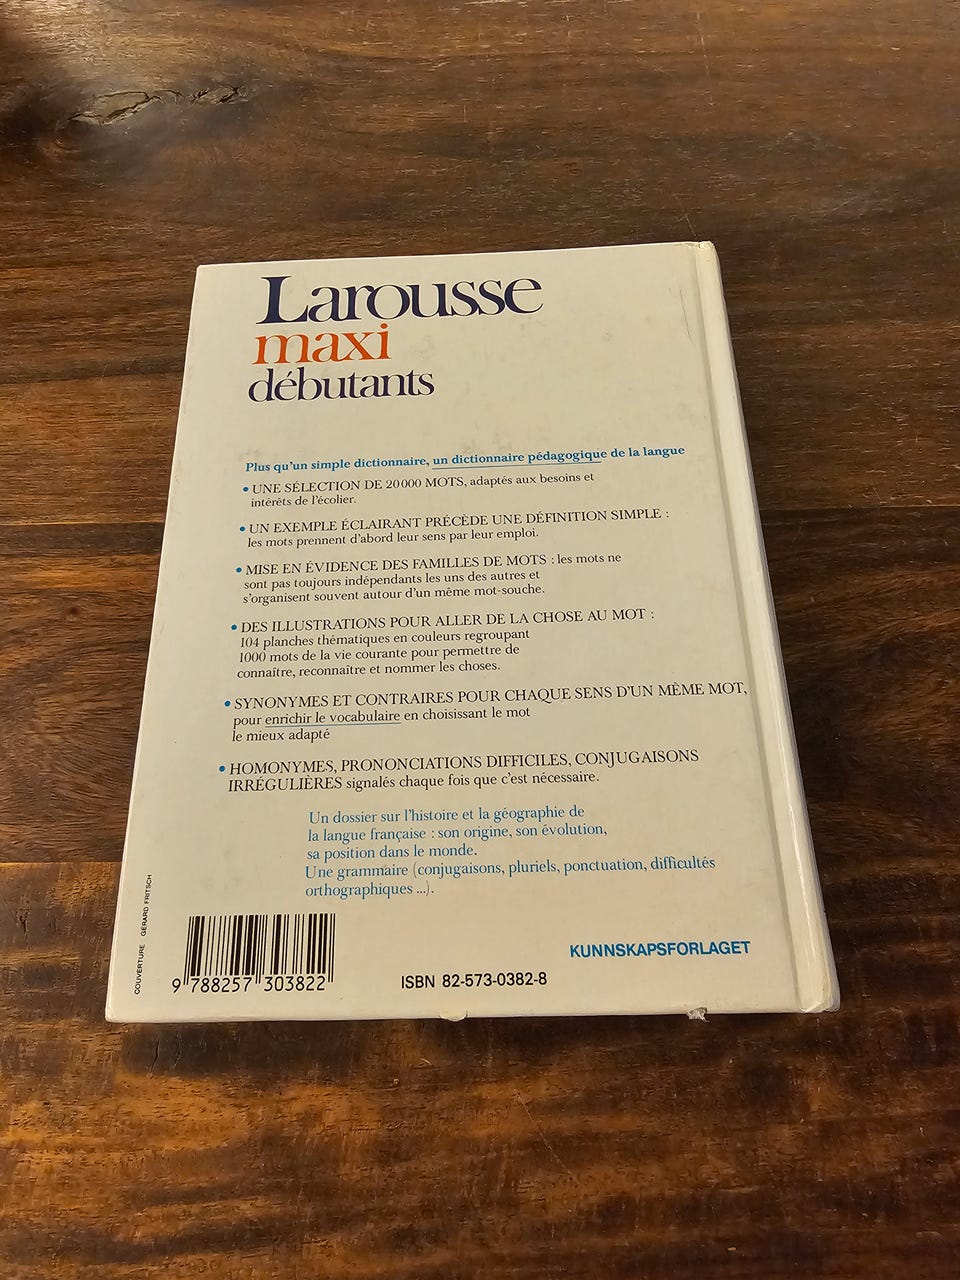 Larousse
maxi
débutants
Plus qu'un simple dictionnaire, un dictionnaire pédagogique de la langue
• UNE SÉLECTION DE 20 000 MOTS, adaptés aux besoins et
intérêts de l'écolier.
• UN EXEMPLE ÉCLAIRANT PRÉCÈDE UNE DÉFINITION SIMPLE :
les mots prennent d'abord leur sens par leur emploi.
• MISE EN ÉVIDENCE DES FAMILLES DE MOTS : les mots ne
sont pas toujours indépendants les uns des autres et
s'organisent souvent autour d'un même mot-souche.
• DES ILLUSTRATIONS POUR ALLER DE LA CHOSE AU MOT :
104 planches thématiques en couleurs regroupant
1000 mots de la vie courante pour permettre de
connaître, reconnaître et nommer les choses.
• SYNONYMES ET CONTRAIRES POUR CHAQUE SENS D'UN MÊME MOT,
pour enrichir le vocabulaire en choisissant le mot
le mieux adapté
• HOMONYMES, PRONONCIATIONS DIFFICILES, CONJUGAISONS
IRRÉGULIÈRES signalés chaque fois que c'est nécessaire.
Un dossier sur l'histoire et la géographie de
la langue française : son origine, son évolution,
sa position dans le monde.
Une grammaire (conjugaisons, pluriels, ponctuation, difficultés
orthographiques ...).
COUVERTURE GÉRARD FRITSCH
KUNNSKAPSFORLAGET
9 788257 303822
ISBN 82-573-0382-8